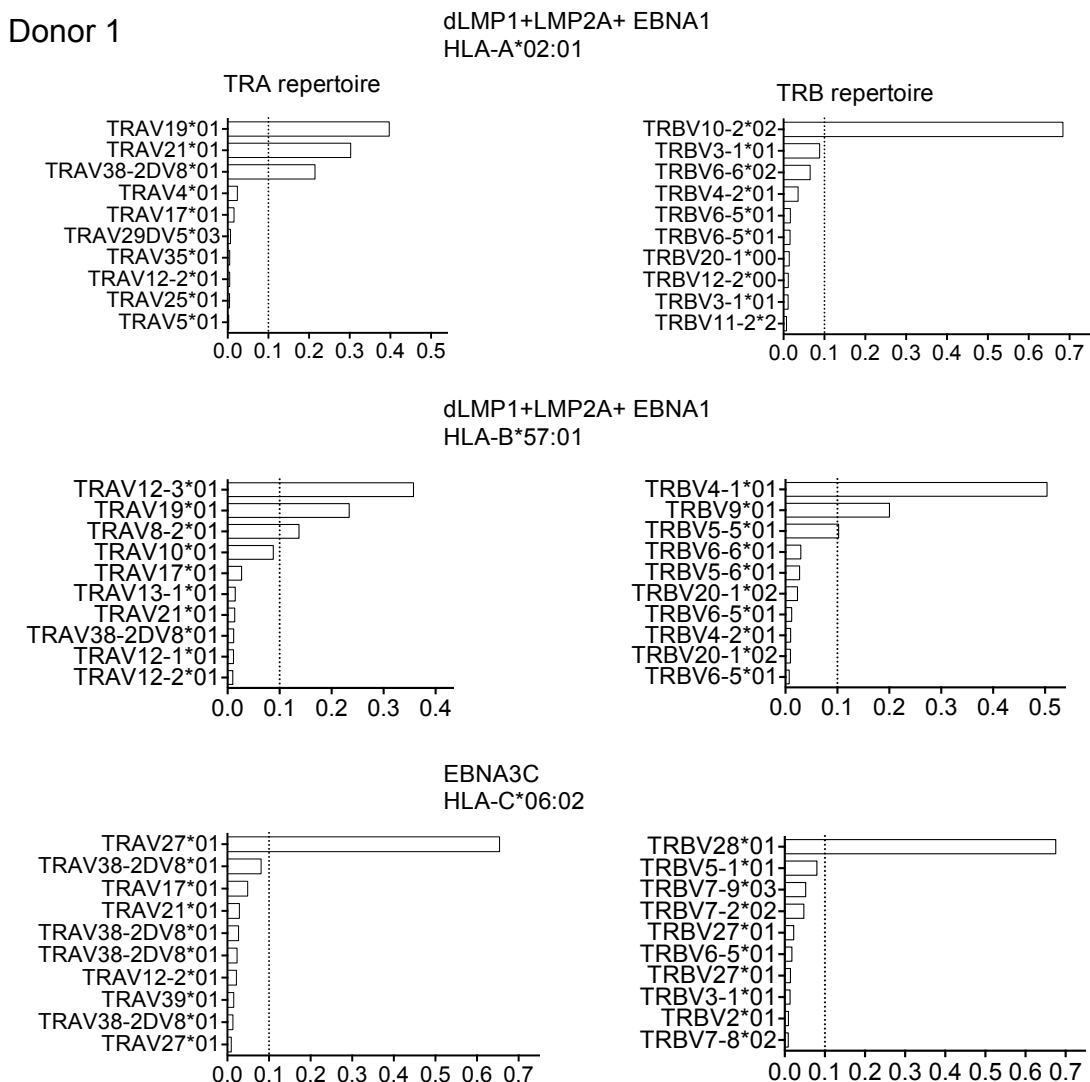 Donor 1
dLMP1+LMP2A+ EBNA1
HLA-A*02:01
TRA repertoire
TRAV19*01
TRAV21*01
TRAV38-2DV8*01
TRAV4*01
TRAV17*01
TRAV29DV5*03
TRAV35*01
TRAV12-2*01
TRAV25*01
TRAV5*01
0.0 0.1 0.2 0.3 0.4 0.5
TRB repertoire
TRBV10-2*02
TRBV3-1*01
TRBV6-6*02
TRBV4-2*01
TRBV6-5*01
TRBV6-5*01
TRBV20-1*00
TRBV12-2*00
TRBV3-1*01
TRBV11-2*2
0.0 0.1 0.2 0.3 0.4 0.5 0.6 0.7
dLMP1+LMP2A+ EBNA1
HLA-B*57:01
TRAV12-3*01
TRAV19*01
TRAV8-2*01
TRAV10*01
TRAV17*01
TRAV13-1*01
TRAV21*01
TRAV38-2DV8*01
TRAV12-1*01
TRAV12-2*01
0.0 0.1 0.2 0.3 0.4
TRBV4-1*01
TRBV9*01
TRBV5-5*01
TRBV6-6*01
TRBV5-6*01
TRBV20-1*02
TRBV6-5*01
TRBV4-2*01
TRBV20-1*02
TRBV6-5*01
0.0 0.1 0.2 0.3 0.4 0.5
EBNA3C
HLA-C*06:02
TRAV27*01
TRAV38-2DV8*01
TRAV17*01
TRAV21*01
TRAV38-2DV8*01
TRAV38-2DV8*01
TRAV12-2*01
TRAV39*01
TRAV38-2DV8*01
TRAV27*01
0.0 0.1 0.2 0.3 0.4 0.5 0.6 0.7
TRBV28*01
TRBV5-1*01
TRBV7-9*03
TRBV7-2*02
TRBV27*01
TRBV6-5*01
TRBV27*01
TRBV3-1*01
TRBV2*01
TRBV7-8*02
0.0 0.1 0.2 0.3 0.4 0.5 0.6 0.7